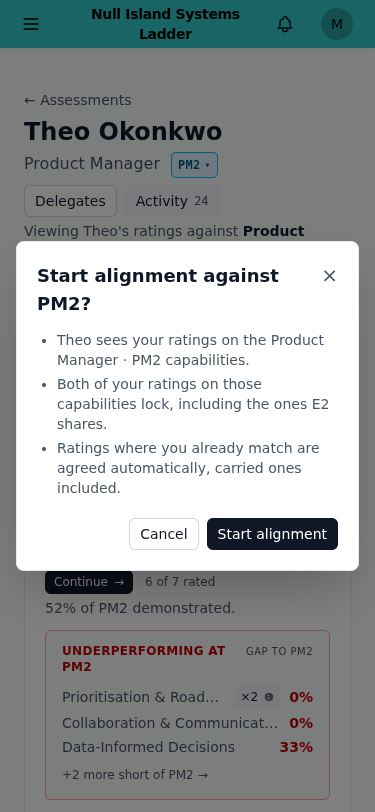 Null Island Systems
Ladder
M
← Assessments
Theo Okonkwo
Product Manager PM2 ▾
Delegates Activity 24
Viewing Theo's ratings against Product
Start alignment against
PM2?
• Theo sees your ratings on the Product
Manager · PM2 capabilities.
• Both of your ratings on those
capabilities lock, including the ones E2
shares.
• Ratings where you already match are
agreed automatically, carried ones
included.
Cancel Start alignment
Continue → 6 of 7 rated
52% of PM2 demonstrated.
UNDERPERFORMING AT GAP TO PM2
PM2
Prioritisation & Road... ×2 0%
Collaboration & Communicat... 0%
Data-Informed Decisions 33%
+2 more short of PM2 →